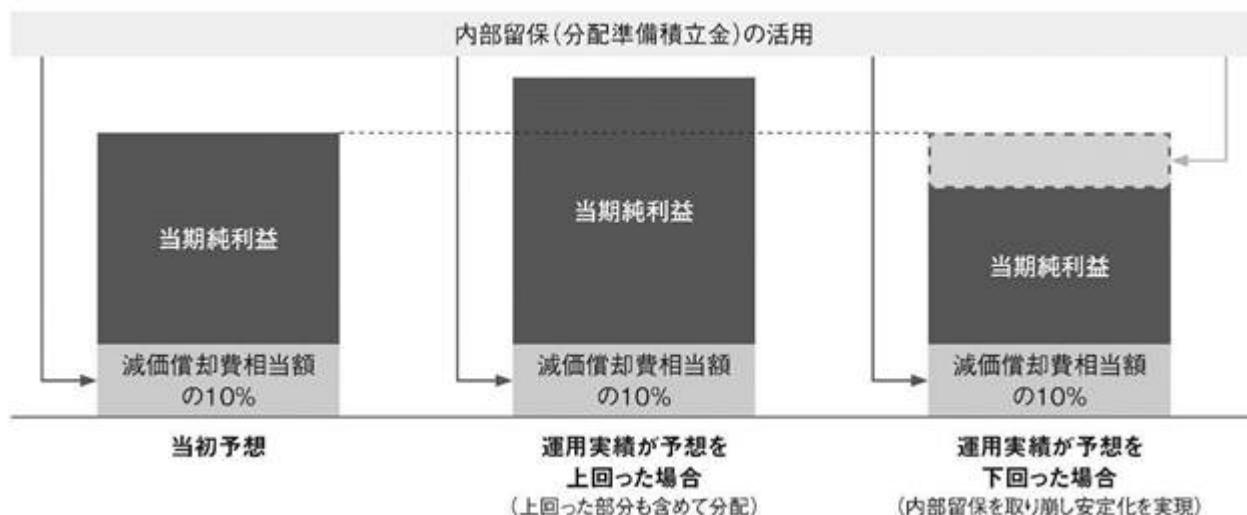 内部留保(分配準備積立金)の活用
当期純利益
減価償却費相当額
の10%
当初予想
当期純利益
減価償却費相当額
の10%
運用実績が予想を
上回った場合
(上回った部分も含めて分配)
当期純利益
減価償却費相当額
の10%
運用実績が予想を
下回った場合
(内部留保を取り崩し安定化を実現)